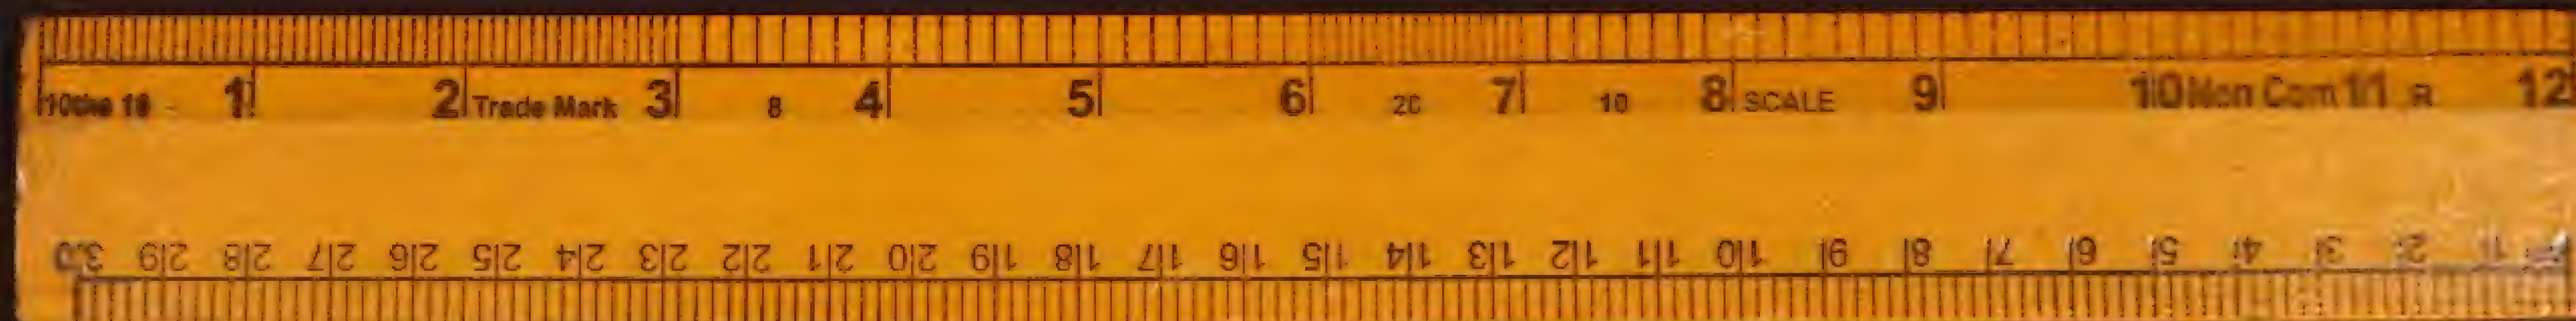 10ths 16 1 2 Trade Mark 3 8 4 5 6 20 7 10 8 SCALE 9 10 Non Com 11 R 12
3.0 29 28 27 26 25 24 23 22 21 20 19 18 17 16 15 14 13 12 11 10 9 8 7 6 5 4 3 2 1